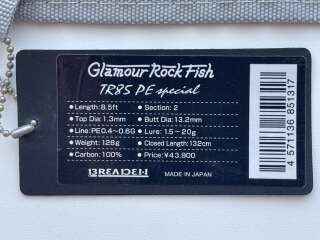 Glamour Rock Fish
TR85 PE special
●Length: 8.5ft ●Section: 2
●Top Dia: 1.3mm ●Butt Dia: 13.2mm
●Line: PE0.4～0.6G ●Lure: 1.5～20g
●Weight: 128g ●Closed Length: 132cm
●Carbon: 100% ●Price: ¥43,900
BREADEN MADE IN JAPAN
4 571136 851317